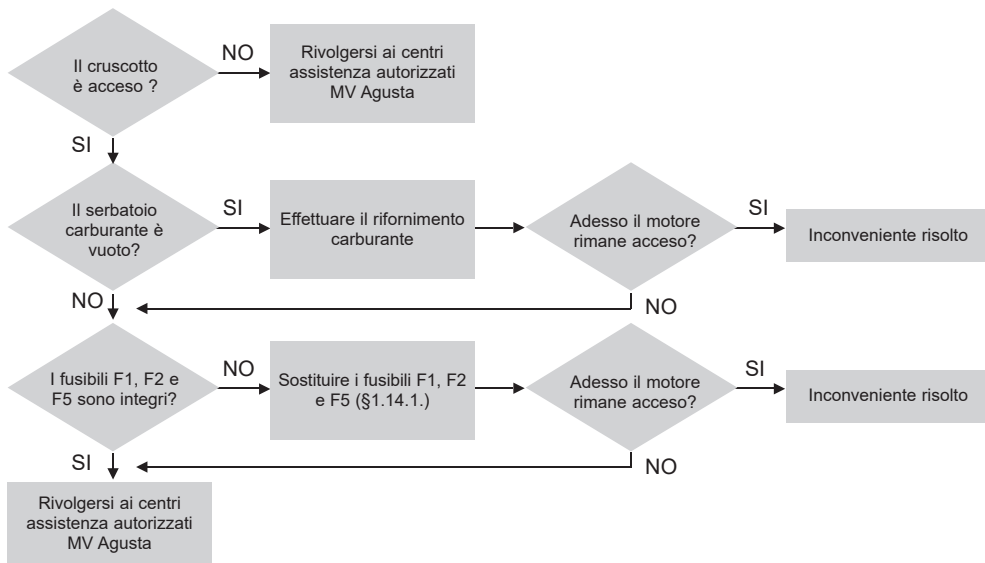 Il cruscotto
è acceso ?
NO
Rivolgersi ai centri
assistenza autorizzati
MV Agusta
SI
Il serbatoio
carburante è
vuoto?
SI
Effettuare il rifornimento
carburante
Adesso il motore
rimane acceso?
SI
Inconveniente risolto
NO
NO
I fusibili F1, F2 e
F5 sono integri?
NO
Sostituire i fusibili F1, F2
e F5 (§1.14.1.)
Adesso il motore
rimane acceso?
SI
Inconveniente risolto
SI
NO
Rivolgersi ai centri
assistenza autorizzati
MV Agusta